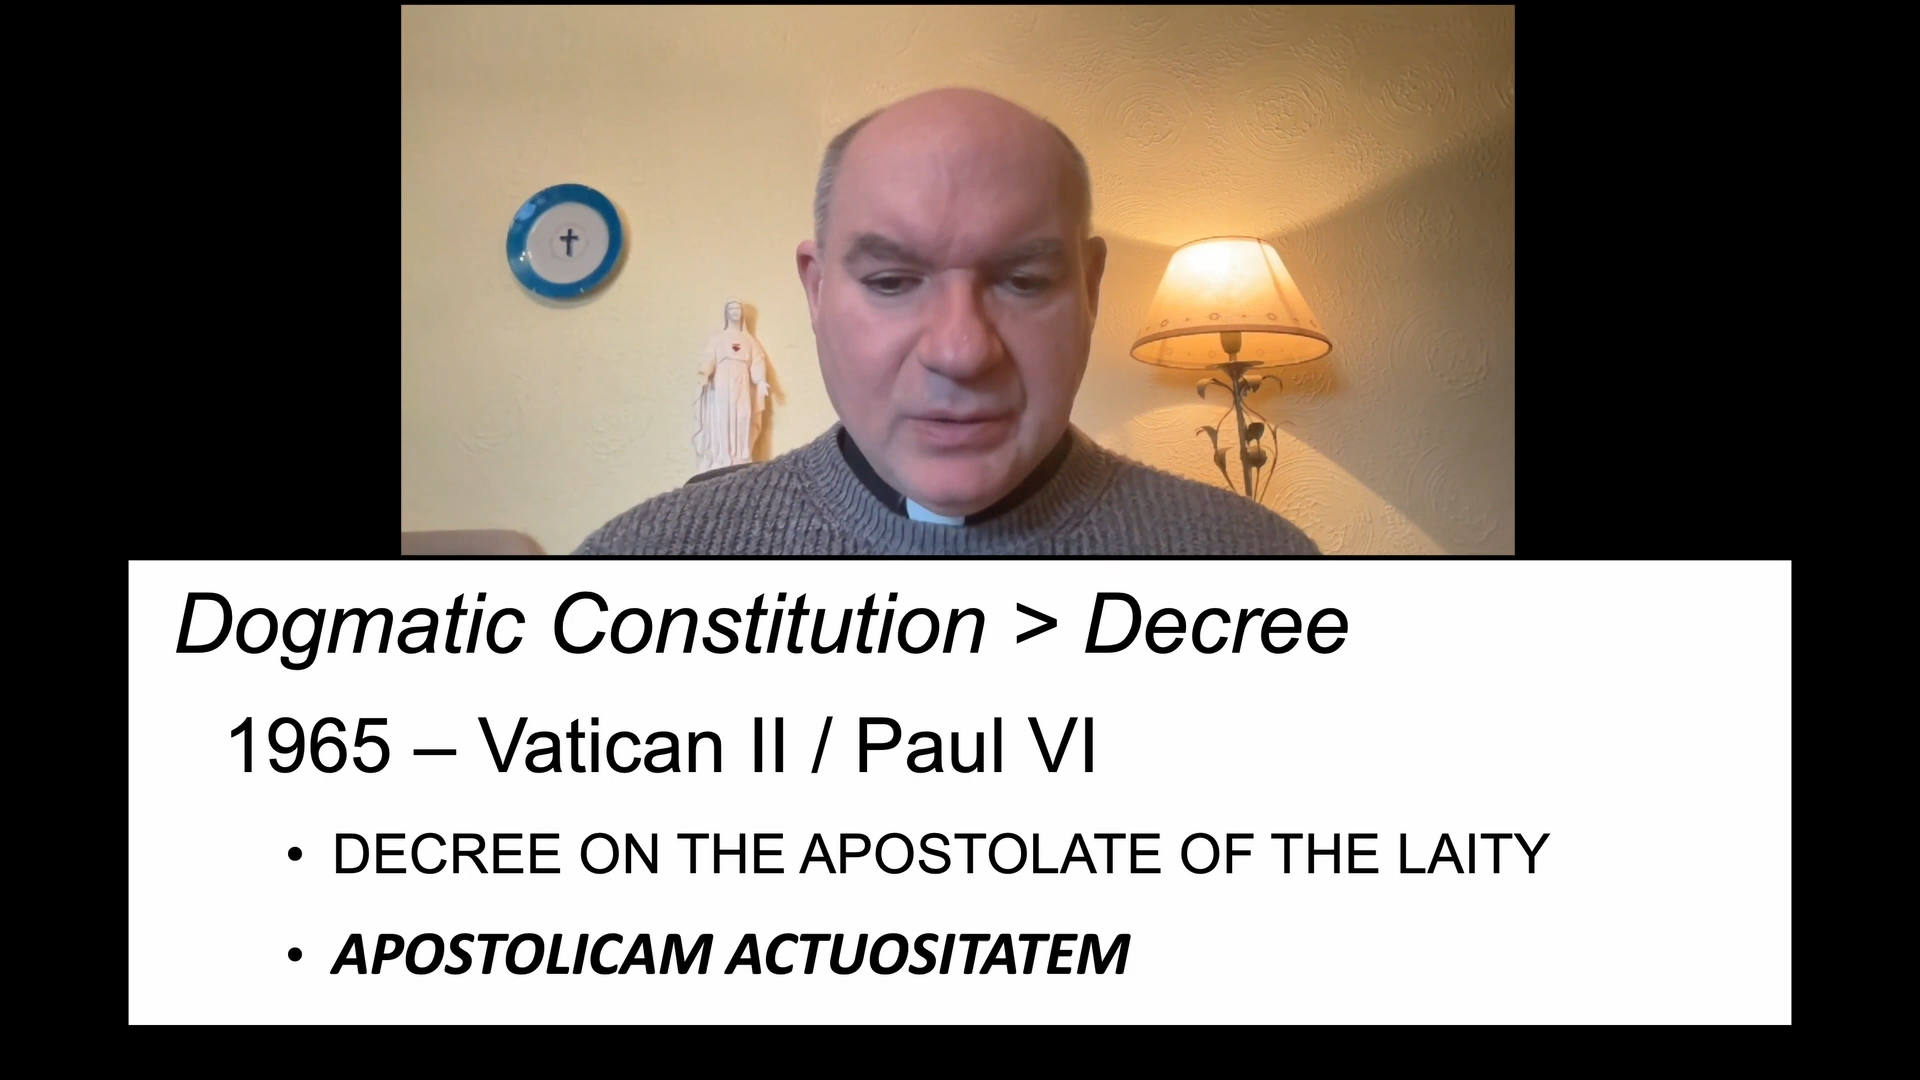 Dogmatic Constitution > Decree
1965 – Vatican II / Paul VI
• DECREE ON THE APOSTOLATE OF THE LAITY
• APOSTOLICAM ACTUOSITATEM